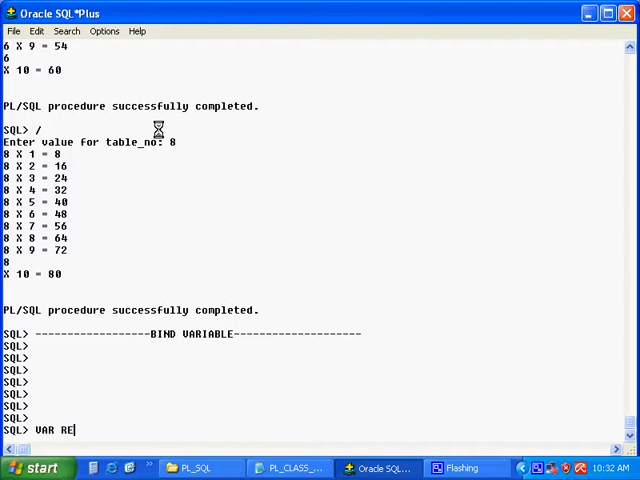 Oracle SQL*Plus
File Edit Search Options Help
6 X 9 = 54
6
X 10 = 60
PL/SQL procedure successfully completed.
SQL> /
Enter value for table_no: 8
8 X 1 = 8
8 X 2 = 16
8 X 3 = 24
8 X 4 = 32
8 X 5 = 40
8 X 6 = 48
8 X 7 = 56
8 X 8 = 64
8 X 9 = 72
8
X 10 = 80
PL/SQL procedure successfully completed.
SQL> ------------------BIND VARIABLE--------------------
SQL>
SQL>
SQL>
SQL>
SQL>
SQL>
SQL>
SQL> VAR RE
start PL_SQL PL_CLASS_... Oracle SQL*... Flashing 10:32 AM